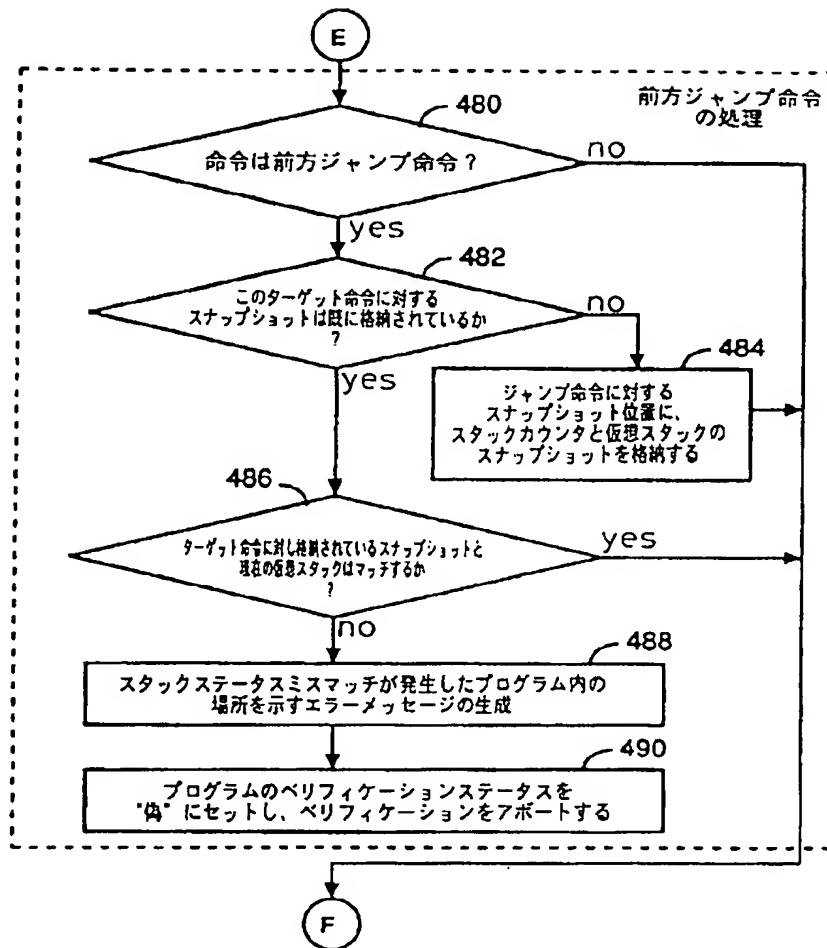 E
480
前方ジャンプ命令
の処理
命令は前方ジャンプ命令？
no
yes
482
このターゲット命令に対する
スナップショットは既に格納されているか
？
no
yes
484
ジャンプ命令に対する
スナップショット位置に、
スタックカウンタと仮想スタックの
スナップショットを格納する
486
ターゲット命令に対し格納されているスナップショットと
現在の仮想スタックはマッチするか
？
yes
no
488
スタックステータスミスマッチが発生したプログラム内の
場所を示すエラーメッセージの生成
490
プログラムのベリフィケーションステータスを
"偽"にセットし、ベリフィケーションをアボートする
F